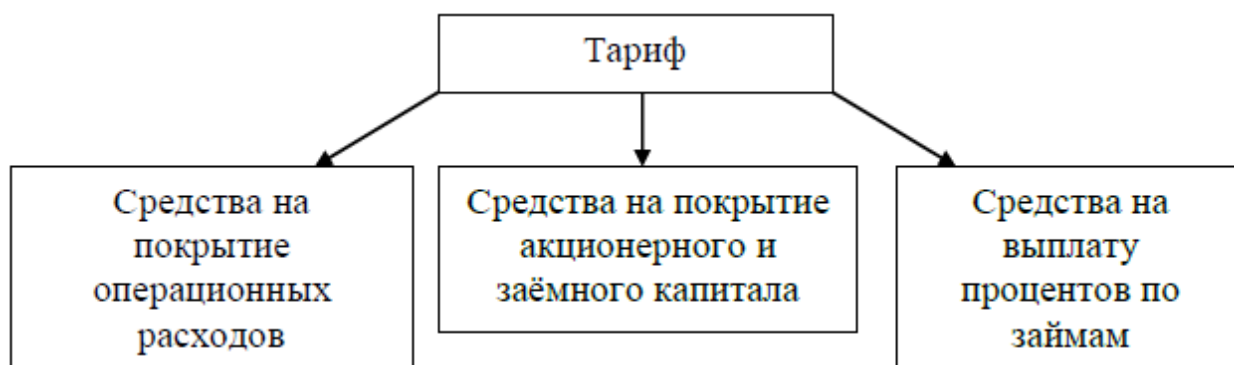 Тариф
Средства на
покрытие
операционных
расходов
Средства на покрытие
акционерного и
заёмного капитала
Средства на
выплату
процентов по
займам